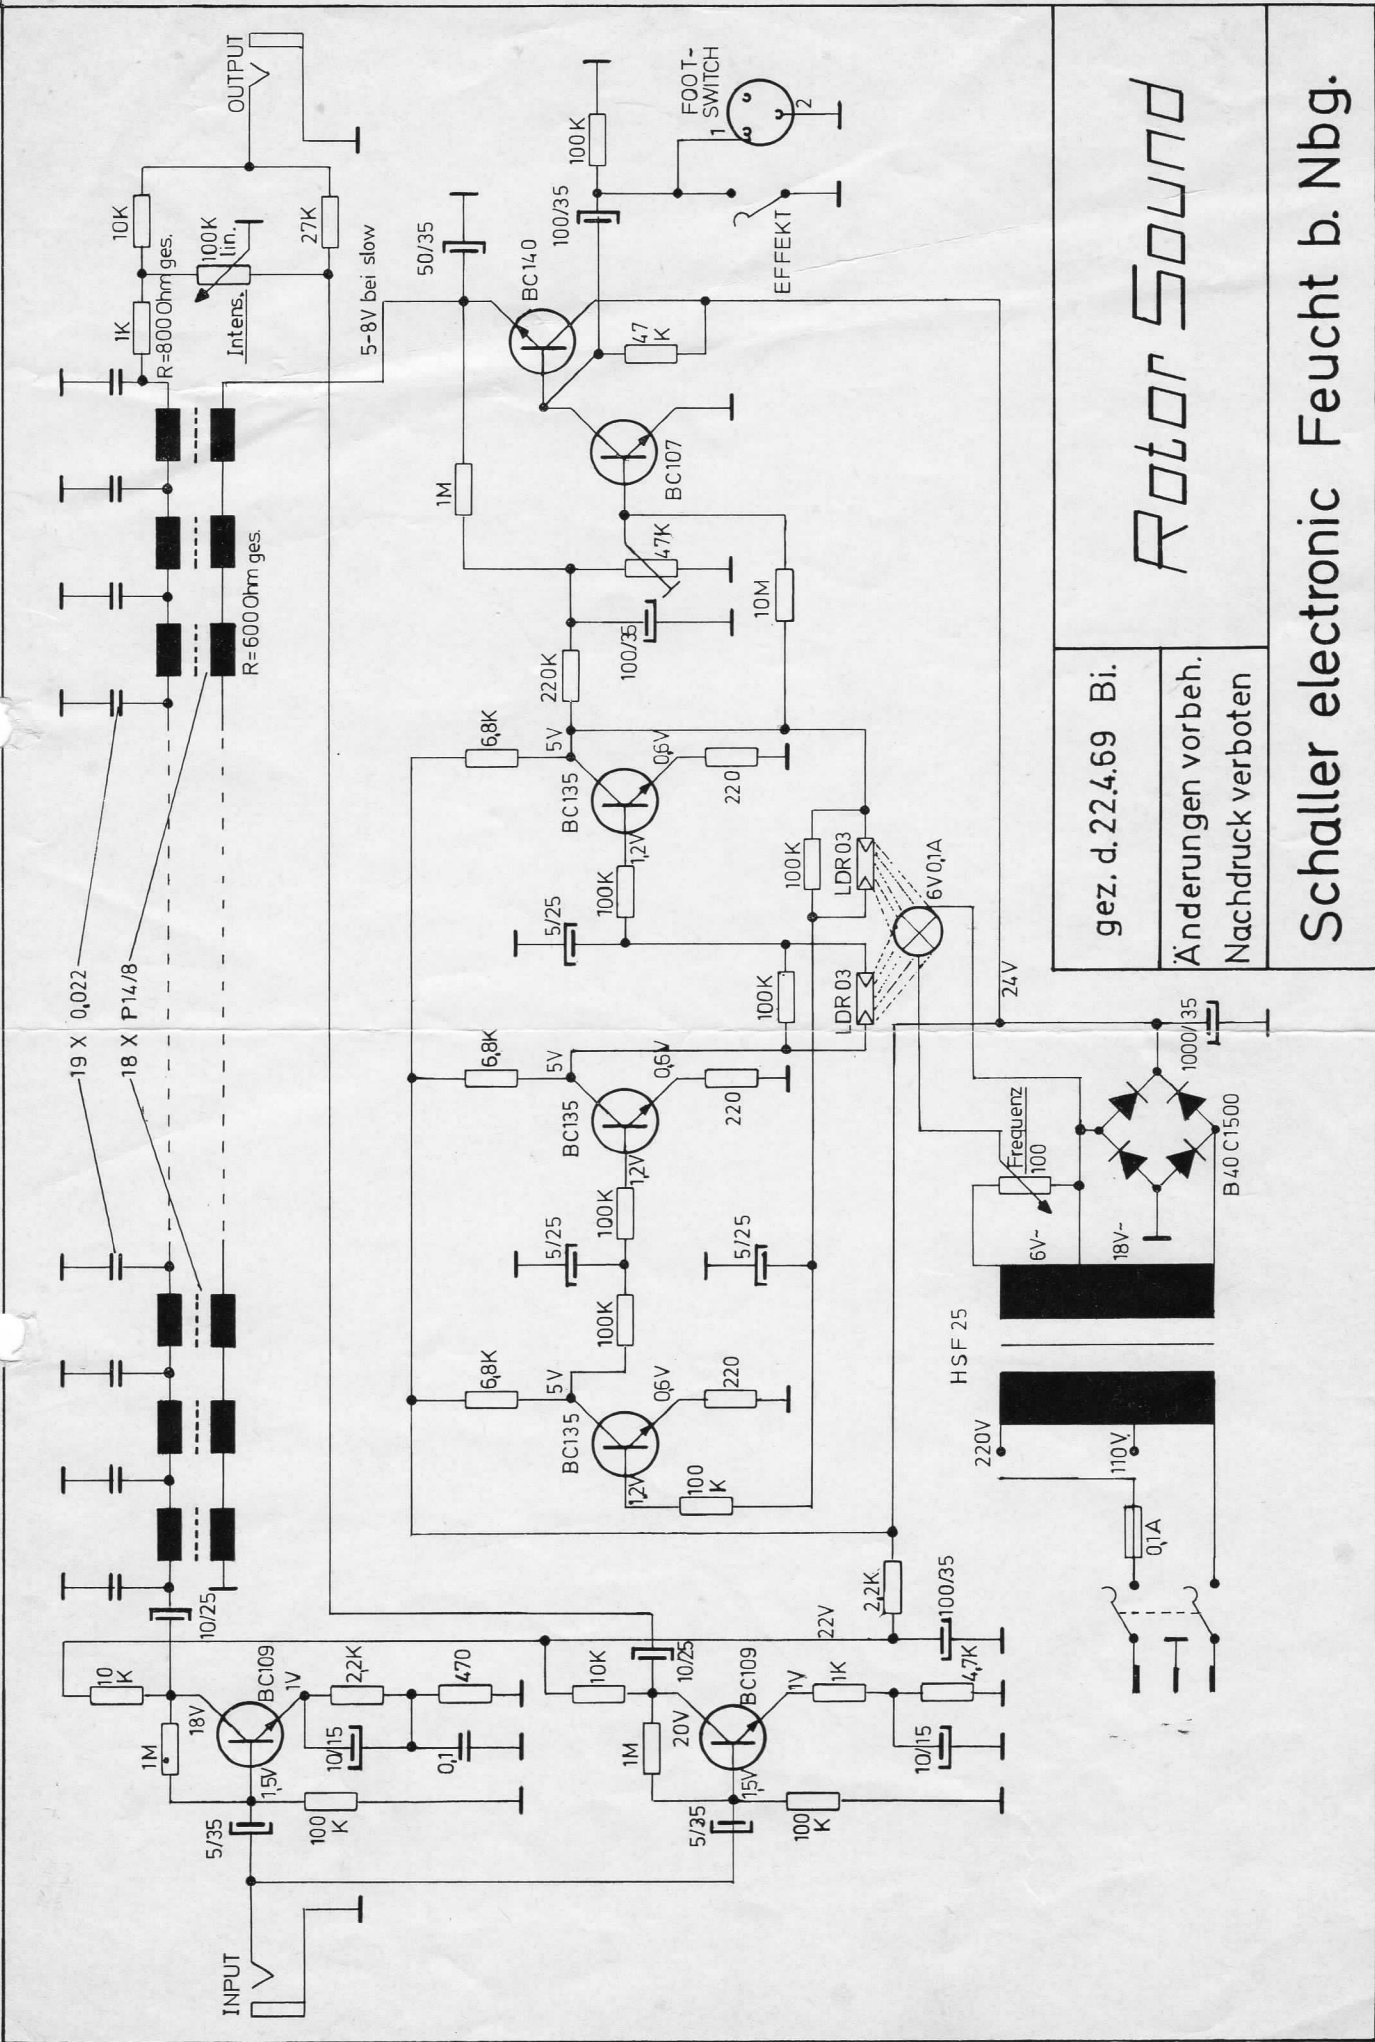 INPUT
5/35
100
K
1M
10
K
18V
1,5V
BC109
1V
10/15
2,2K
0,1
470
10/25
5/35
100
K
1M
10K
20V
1,5V
BC109
1V
10/25
1K
10/15
4,7K
22V
2,2K
100/35
19 X 0,022
18 X P14/8
R=600 Ohm ges.
R=800 Ohm ges.
1K
10K
100K
lin.
Intens.
27K
OUTPUT
5-8V bei slow
6,8K
5V
BC135
1,2V
0,6V
220
100
K
100K
5/25
100K
5/25
6,8K
5V
BC135
1,2V
0,6V
220
100K
LDR 03
5/25
100K
6,8K
5V
BC135
1,2V
0,6V
220
100K
LDR 03
6V 0,1A
220K
100/35
47K
10M
1M
BC107
BC140
50/35
47
K
100/35
100K
EFFEKT
FOOT-
SWITCH
1
2
24V
0,1A
220V
110V
HSF 25
6V~
18V~
Frequenz
100
B40 C1500
1000/35
gez. d. 22.4.69 Bi.
Änderungen vorbeh.
Nachdruck verboten
Rotor Sound
Schaller electronic Feucht b. Nbg.